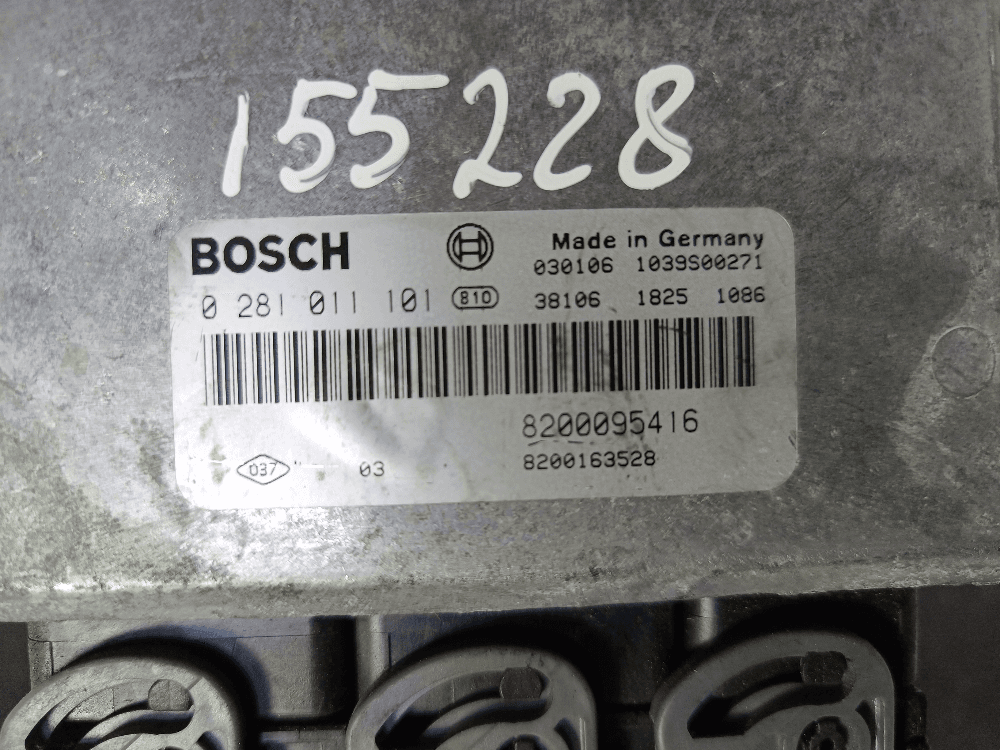 155228
BOSCH
Made in Germany
030106 1039S00271
0 281 011 101 810 38106 1825 1086
8200095416
037 03 8200163528